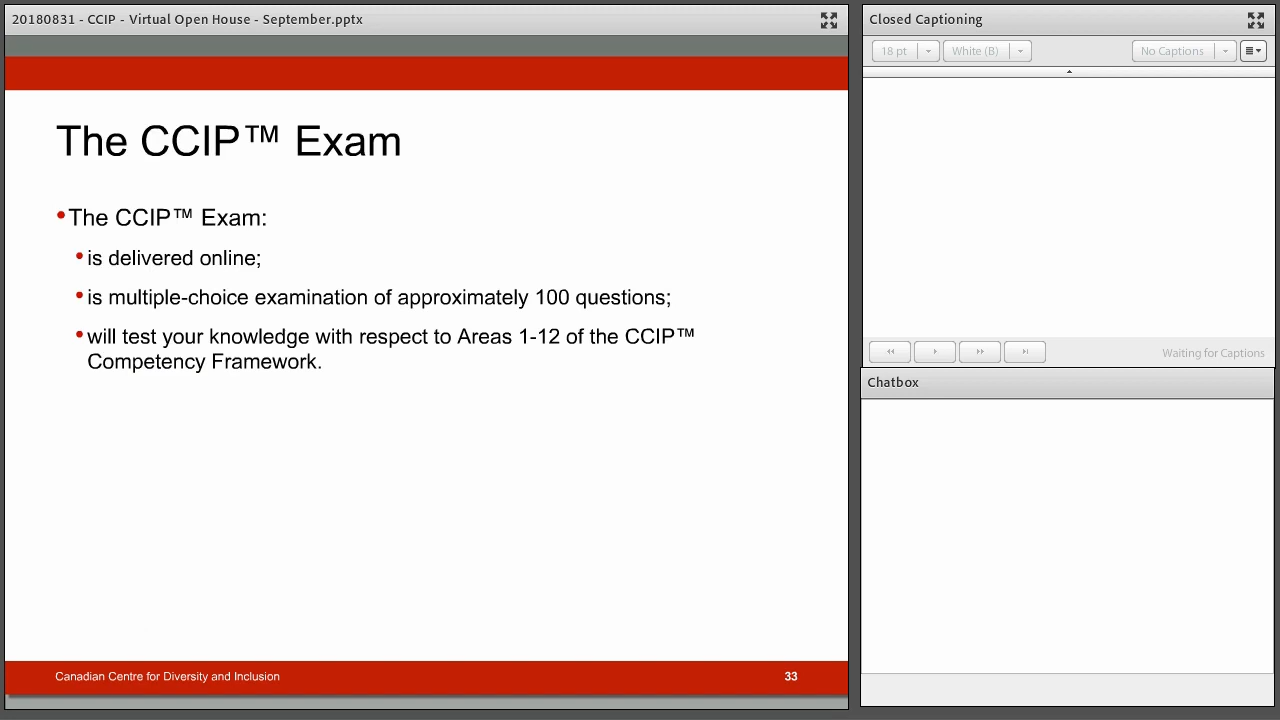 20180831 - CCIP - Virtual Open House - September.pptx
The CCIP™ Exam
•The CCIP™ Exam:
•is delivered online;
•is multiple-choice examination of approximately 100 questions;
•will test your knowledge with respect to Areas 1-12 of the CCIP™
Competency Framework.
Canadian Centre for Diversity and Inclusion
33
Closed Captioning
18 pt
White (B)
No Captions
Waiting for Captions
Chatbox